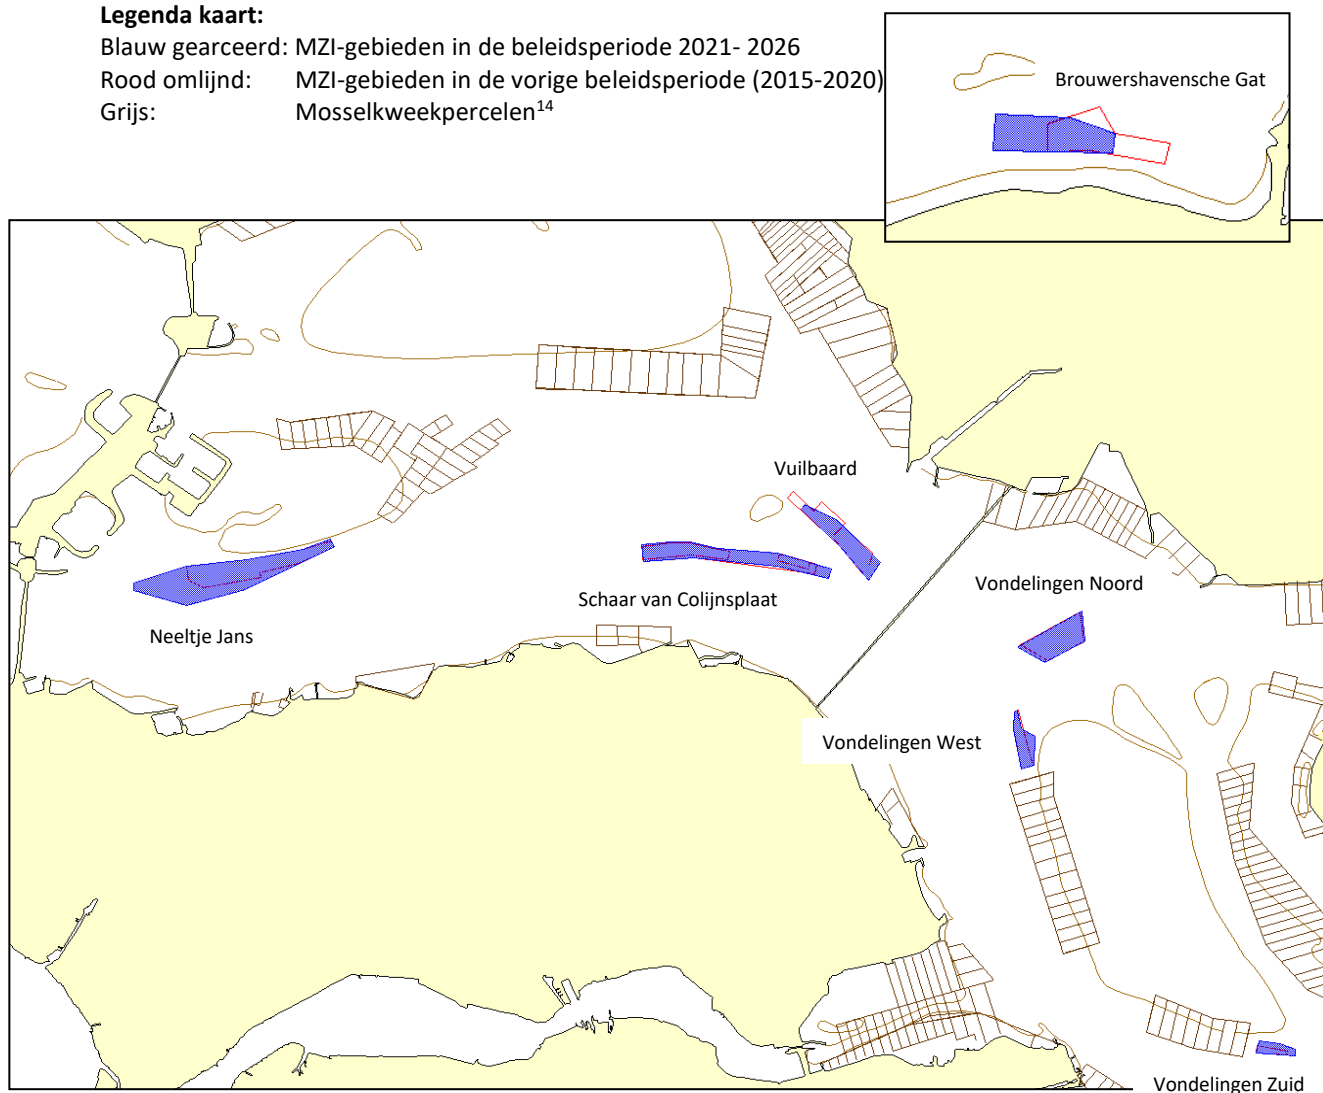 Legenda kaart:
Blauw gearceerd: MZI-gebieden in de beleidsperiode 2021- 2026
Rood omlijnd: MZI-gebieden in de vorige beleidsperiode (2015-2020)
Grijs: Mosselkweekpercelen¹⁴
Brouwershavensche Gat
Vuilbaard
Schaar van Colijnsplaat
Vondelingen Noord
Neeltje Jans
Vondelingen West
Vondelingen Zuid